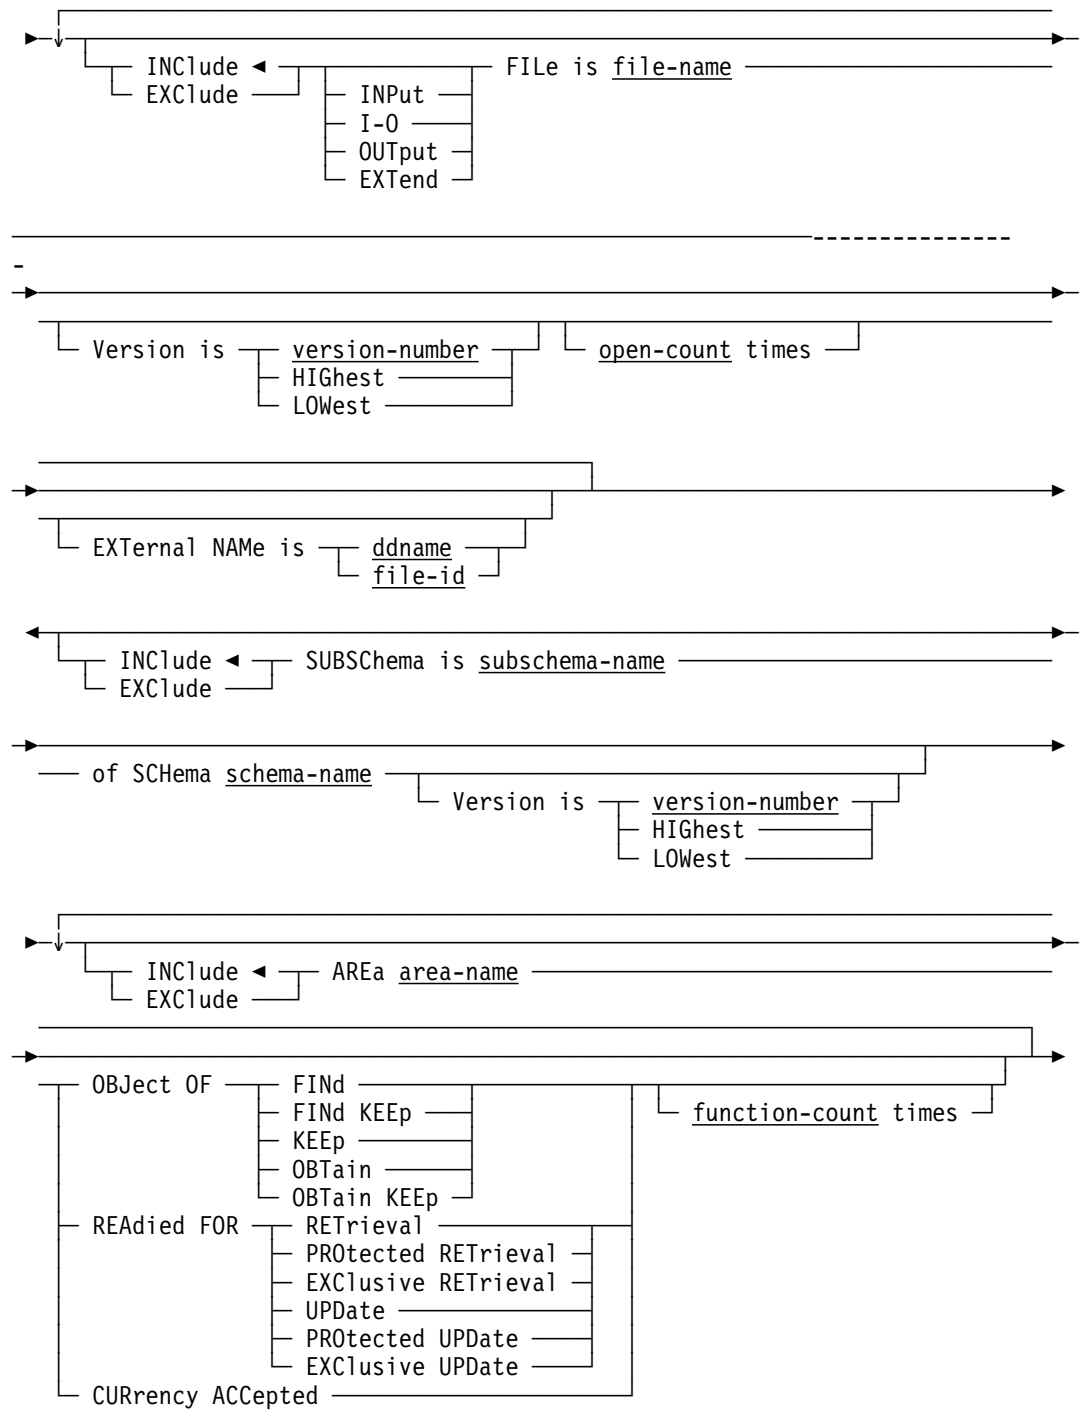 INClude FILe is file-name
EXClude INPut
I-O
OUTput
EXTend
Version is version-number open-count times
HIGhest
LOWest
EXTernal NAMe is ddname
file-id
INClude SUBSChema is subschema-name
EXClude
of SCHema schema-name
Version is version-number
HIGhest
LOWest
INClude AREa area-name
EXClude
OBJect OF FINd
function-count times
FINd KEEp
KEEp
OBTain
OBTain KEEp
REAdied FOR RETrieval
PROtected RETrieval
EXClusive RETrieval
UPDate
PROtected UPDate
EXClusive UPDate
CURrency ACCepted